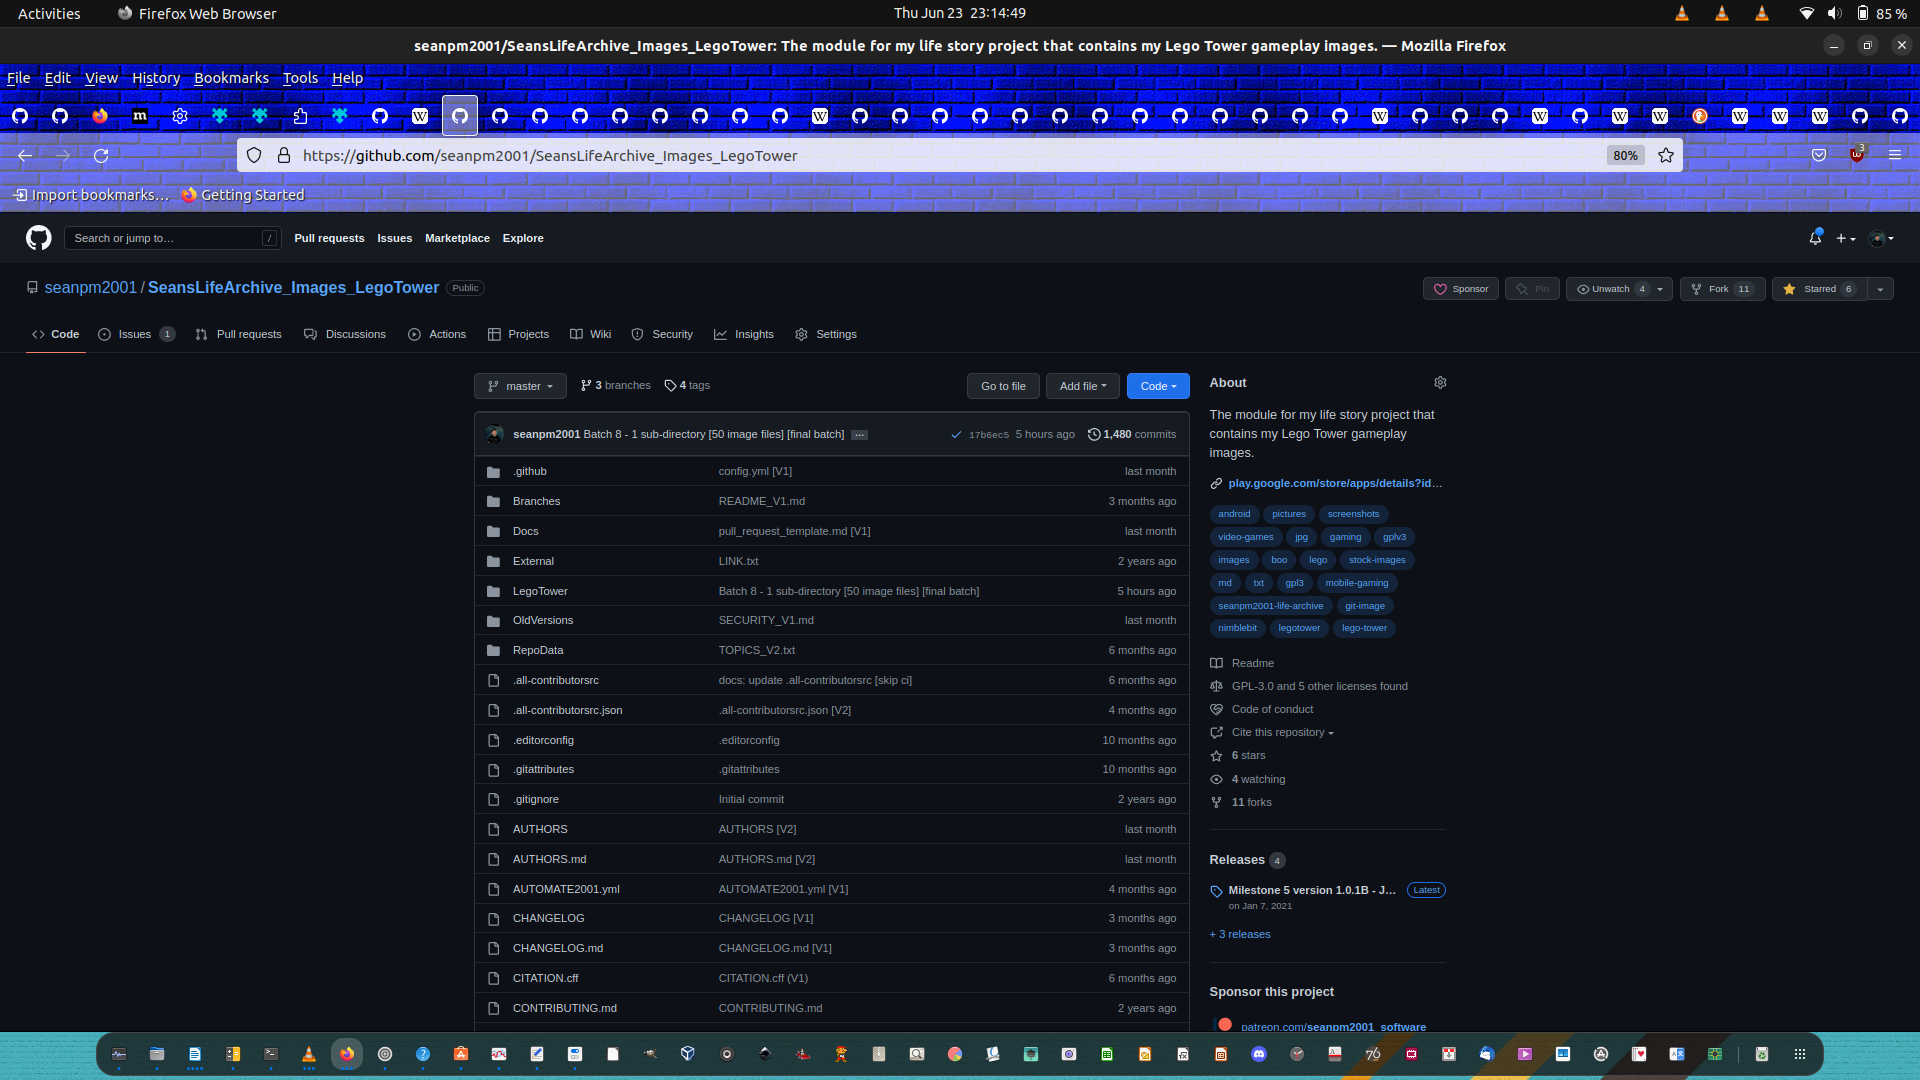 Activities
Firefox Web Browser
Thu Jun 23 23:14:49
85 %
seanpm2001/SeansLifeArchive_Images_LegoTower: The module for my life story project that contains my Lego Tower gameplay images. — Mozilla Firefox
File Edit View History Bookmarks Tools Help
https://github.com/seanpm2001/SeansLifeArchive_Images_LegoTower
80%
3
Import bookmarks…
Getting Started
Search or jump to…
/
Pull requests
Issues
Marketplace
Explore
seanpm2001 / SeansLifeArchive_Images_LegoTower
Public
Sponsor
Pin
Unwatch 4
Fork 11
Starred 6
Code
Issues 1
Pull requests
Discussions
Actions
Projects
Wiki
Security
Insights
Settings
master
3 branches
4 tags
Go to file
Add file
Code
seanpm2001 Batch 8 - 1 sub-directory [50 image files] [final batch] ...
17b6ec5 5 hours ago
1,480 commits
.github config.yml [V1] last month
Branches README_V1.md 3 months ago
Docs pull_request_template.md [V1] last month
External LINK.txt 2 years ago
LegoTower Batch 8 - 1 sub-directory [50 image files] [final batch] 5 hours ago
OldVersions SECURITY_V1.md last month
RepoData TOPICS_V2.txt 6 months ago
.all-contributorsrc docs: update .all-contributorsrc [skip ci] 6 months ago
.all-contributorsrc.json .all-contributorsrc.json [V2] 4 months ago
.editorconfig .editorconfig 10 months ago
.gitattributes .gitattributes 10 months ago
.gitignore Initial commit 2 years ago
AUTHORS AUTHORS [V2] last month
AUTHORS.md AUTHORS.md [V2] last month
AUTOMATE2001.yml AUTOMATE2001.yml [V1] 4 months ago
CHANGELOG CHANGELOG [V1] 3 months ago
CHANGELOG.md CHANGELOG.md [V1] 3 months ago
CITATION.cff CITATION.cff (V1) 6 months ago
CONTRIBUTING.md CONTRIBUTING.md 2 years ago
About
The module for my life story project that
contains my Lego Tower gameplay
images.
play.google.com/store/apps/details?id…
android pictures screenshots
video-games jpg gaming gplv3
images boo lego stock-images
md txt gpl3 mobile-gaming
seanpm2001-life-archive git-image
nimblebit legotower lego-tower
Readme
GPL-3.0 and 5 other licenses found
Code of conduct
Cite this repository
6 stars
4 watching
11 forks
Releases 4
Milestone 5 version 1.0.1B - J... Latest
on Jan 7, 2021
+ 3 releases
Sponsor this project
patreon.com/seanpm2001_software